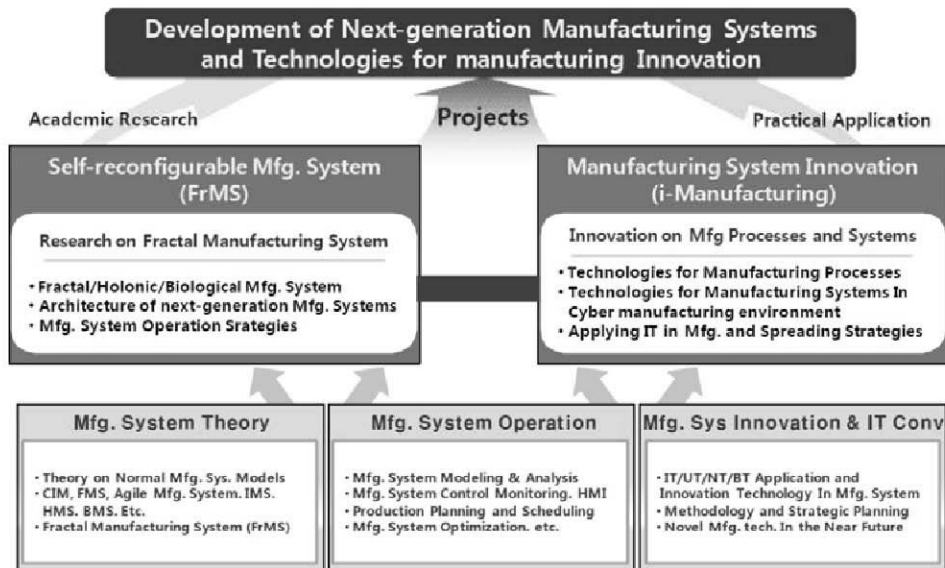 Development of Next-generation Manufacturing Systems
and Technologies for manufacturing Innovation
Academic Research
Projects
Practical Application
Self-reconfigurable Mfg. System
(FrMS)
Research on Fractal Manufacturing System
• Fractal/Holonic/Biological Mfg. System
• Architecture of next-generation Mfg. Systems
• Mfg. System Operation Srategies
Manufacturing System Innovation
(i-Manufacturing)
Innovation on Mfg Processes and Systems
• Technologies for Manufacturing Processes
• Technologies for Manufacturing Systems In
Cyber manufacturing environment
• Applying IT in Mfg. and Spreading Strategies
Mfg. System Theory
• Theory on Normal Mfg. Sys. Models
• CIM, FMS, Agile Mfg. System. IMS.
HMS. BMS. Etc.
• Fractal Manufacturing System (FrMS)
Mfg. System Operation
• Mfg. System Modeling & Analysis
• Mfg. System Control Monitoring. HMI
• Production Planning and Scheduling
• Mfg. System Optimization. etc.
Mfg. Sys Innovation & IT Conv
• IT/UT/NT/BT Application and
Innovation Technology In Mfg. System
• Methodology and Strategic Planning
• Novel Mfg. tech. In the Near Future